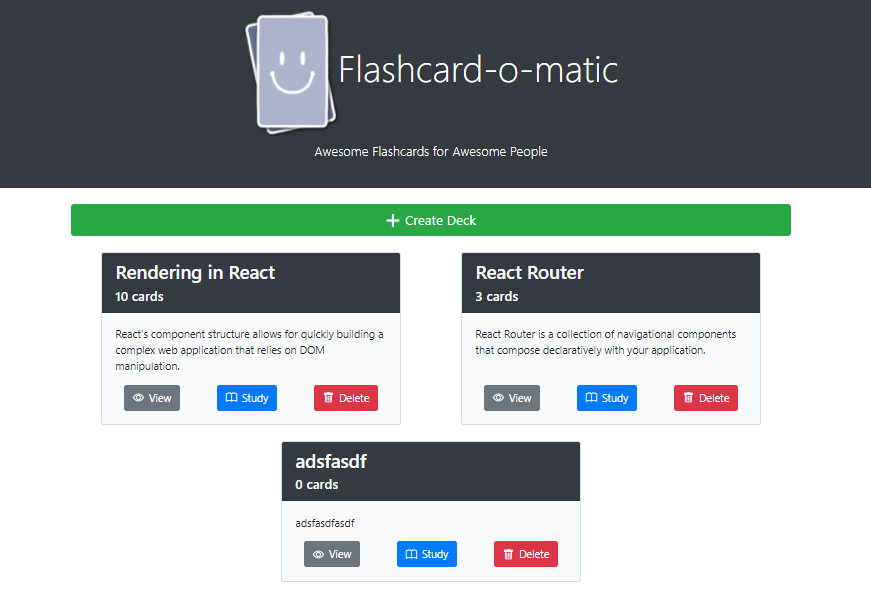 Flashcard-o-matic
Awesome Flashcards for Awesome People
Create Deck
Rendering in React
10 cards
React's component structure allows for quickly building a
complex web application that relies on DOM
manipulation.
View Study Delete
React Router
3 cards
React Router is a collection of navigational components
that compose declaratively with your application.
View Study Delete
adsfasdf
0 cards
adsfasdfasdf
View Study Delete